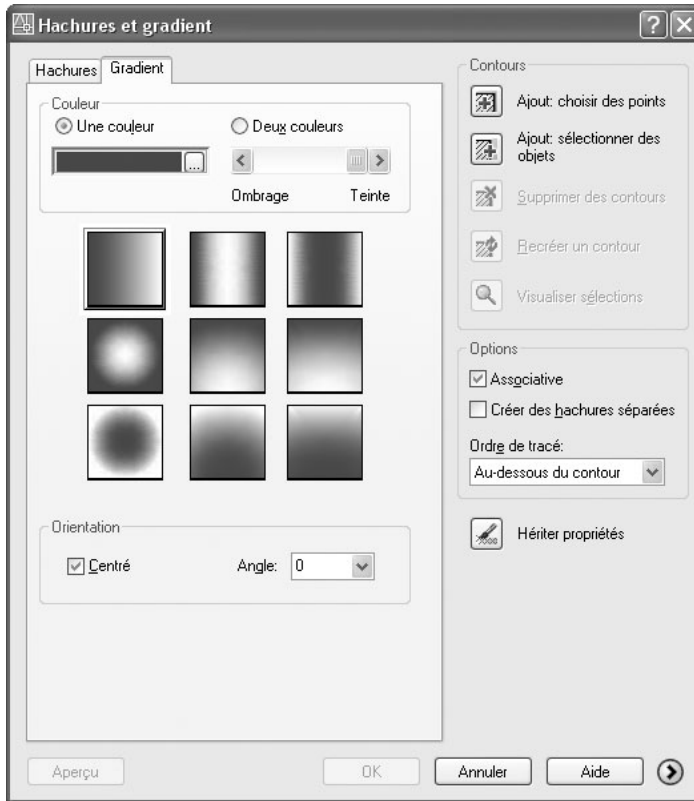 Hachures et gradient
Hachures
Gradient
Couleur
Une couleur
Deux couleurs
...
Ombrage
Teinte
Orientation
Centré
Angle:
0
Contours
Ajout: choisir des points
Ajout: sélectionner des
objets
Supprimer des contours
Recréer un contour
Visualiser sélections
Options
Associative
Créer des hachures séparées
Ordre de tracé:
Au-dessous du contour
Hériter propriétés
Aperçu
OK
Annuler
Aide